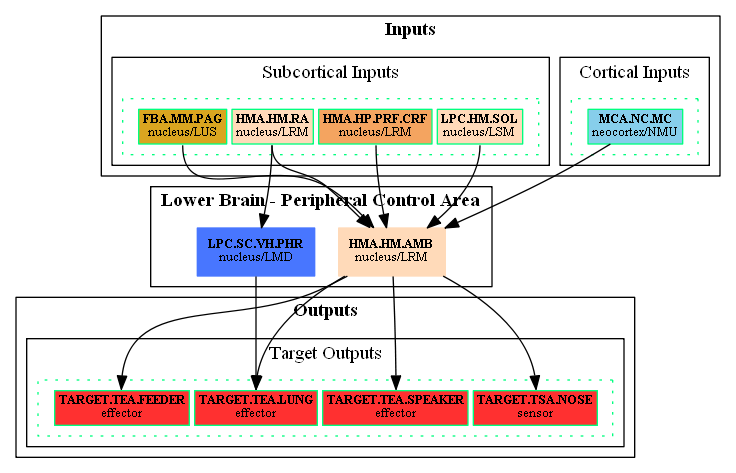 Inputs
Subcortical Inputs
Cortical Inputs
FBA.MM.PAG
nucleus/LUS
HMA.HM.RA
nucleus/LRM
HMA.HP.PRF.CRF
nucleus/LRM
LPC.HM.SOL
nucleus/LSM
MCA.NC.MC
neocortex/NMU
Lower Brain - Peripheral Control Area
LPC.SC.VH.PHR
nucleus/LMD
HMA.HM.AMB
nucleus/LRM
Outputs
Target Outputs
TARGET.TEA.FEEDER
effector
TARGET.TEA.LUNG
effector
TARGET.TEA.SPEAKER
effector
TARGET.TSA.NOSE
sensor